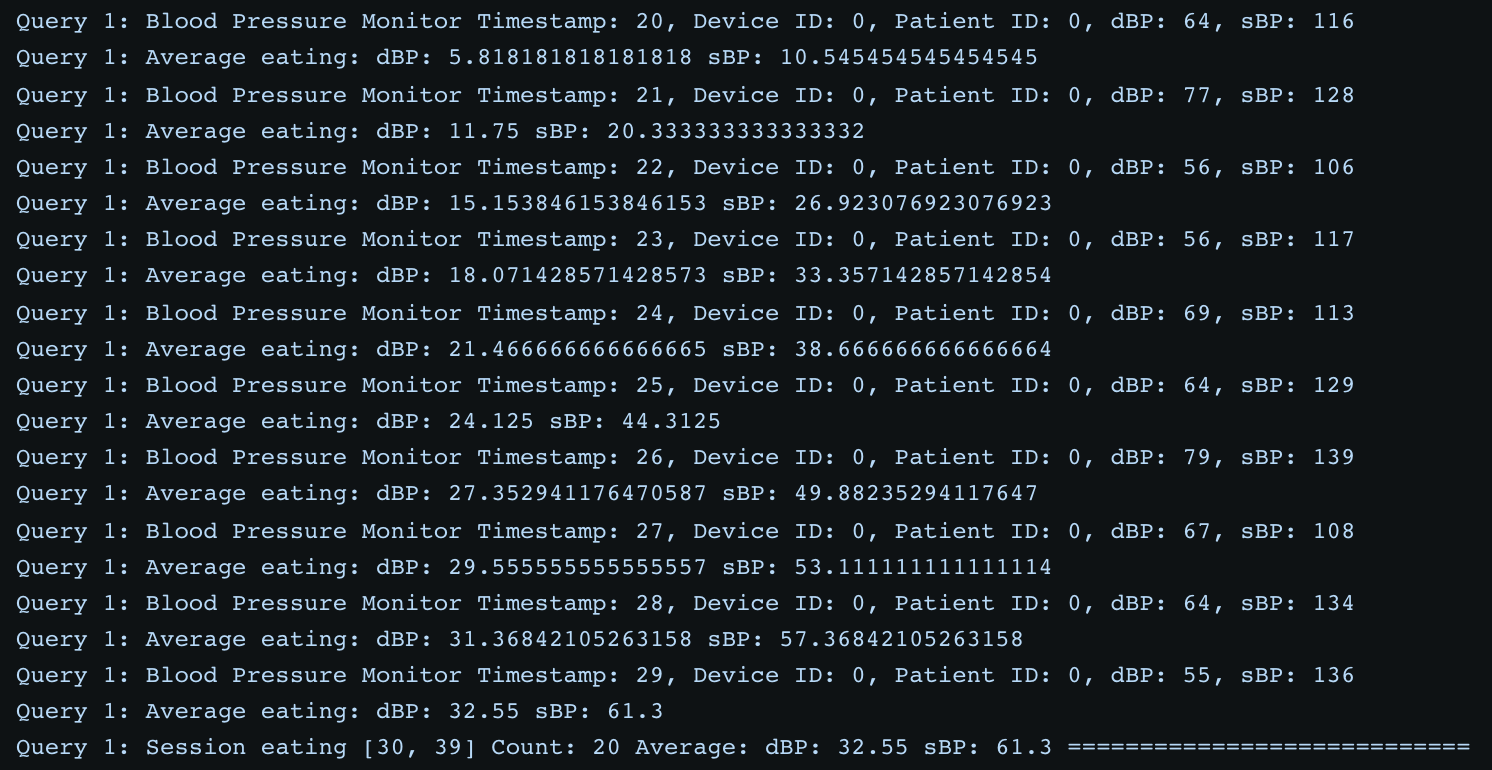 Query 1: Blood Pressure Monitor Timestamp: 20, Device ID: 0, Patient ID: 0, dBP: 64, sBP: 116
Query 1: Average eating: dBP: 5.818181818181818 sBP: 10.545454545454545
Query 1: Blood Pressure Monitor Timestamp: 21, Device ID: 0, Patient ID: 0, dBP: 77, sBP: 128
Query 1: Average eating: dBP: 11.75 sBP: 20.333333333333332
Query 1: Blood Pressure Monitor Timestamp: 22, Device ID: 0, Patient ID: 0, dBP: 56, sBP: 106
Query 1: Average eating: dBP: 15.153846153846153 sBP: 26.923076923076923
Query 1: Blood Pressure Monitor Timestamp: 23, Device ID: 0, Patient ID: 0, dBP: 56, sBP: 117
Query 1: Average eating: dBP: 18.071428571428573 sBP: 33.357142857142854
Query 1: Blood Pressure Monitor Timestamp: 24, Device ID: 0, Patient ID: 0, dBP: 69, sBP: 113
Query 1: Average eating: dBP: 21.466666666666665 sBP: 38.666666666666664
Query 1: Blood Pressure Monitor Timestamp: 25, Device ID: 0, Patient ID: 0, dBP: 64, sBP: 129
Query 1: Average eating: dBP: 24.125 sBP: 44.3125
Query 1: Blood Pressure Monitor Timestamp: 26, Device ID: 0, Patient ID: 0, dBP: 79, sBP: 139
Query 1: Average eating: dBP: 27.352941176470587 sBP: 49.88235294117647
Query 1: Blood Pressure Monitor Timestamp: 27, Device ID: 0, Patient ID: 0, dBP: 67, sBP: 108
Query 1: Average eating: dBP: 29.555555555555557 sBP: 53.111111111111114
Query 1: Blood Pressure Monitor Timestamp: 28, Device ID: 0, Patient ID: 0, dBP: 64, sBP: 134
Query 1: Average eating: dBP: 31.36842105263158 sBP: 57.36842105263158
Query 1: Blood Pressure Monitor Timestamp: 29, Device ID: 0, Patient ID: 0, dBP: 55, sBP: 136
Query 1: Average eating: dBP: 32.55 sBP: 61.3
Query 1: Session eating [30, 39] Count: 20 Average: dBP: 32.55 sBP: 61.3 ============================